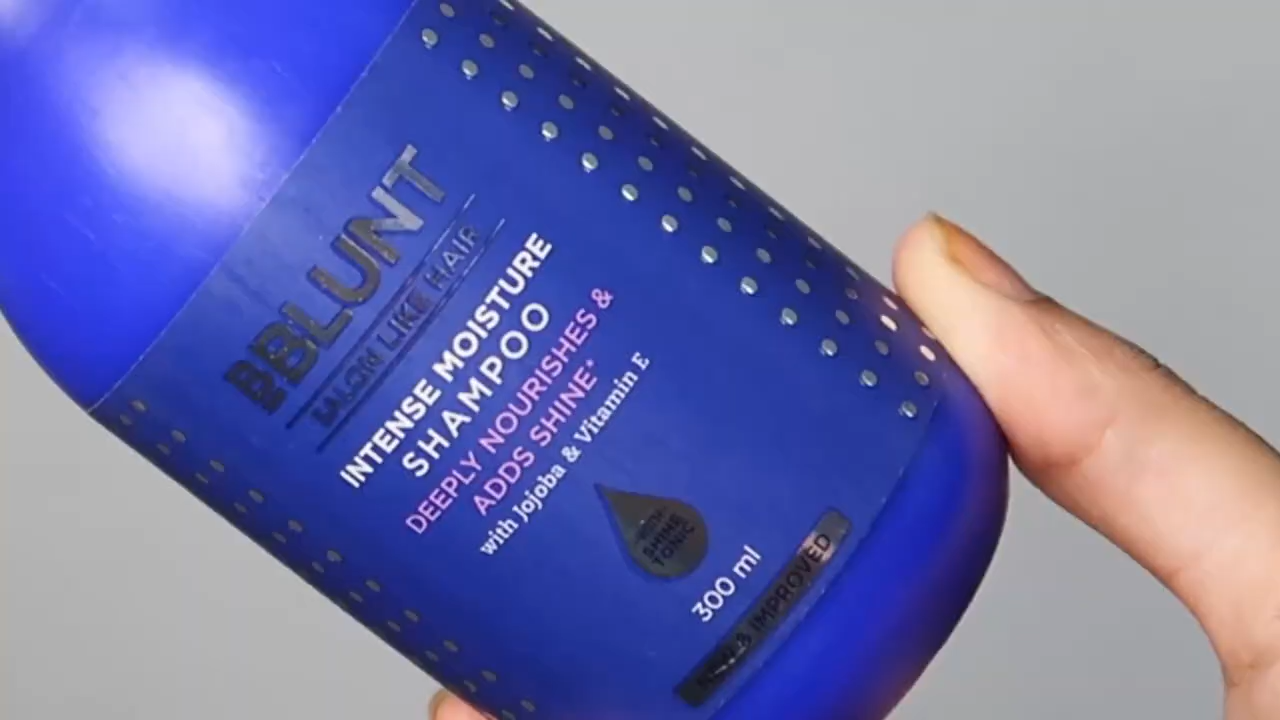 BBLUNT
SALON LIKE HAIR
INTENSE MOISTURE
SHAMPOO
DEEPLY NOURISHES &
ADDS SHINE*
with Jojoba & Vitamin E
SHINE
TONIC
300 ml
NEW & IMPROVED